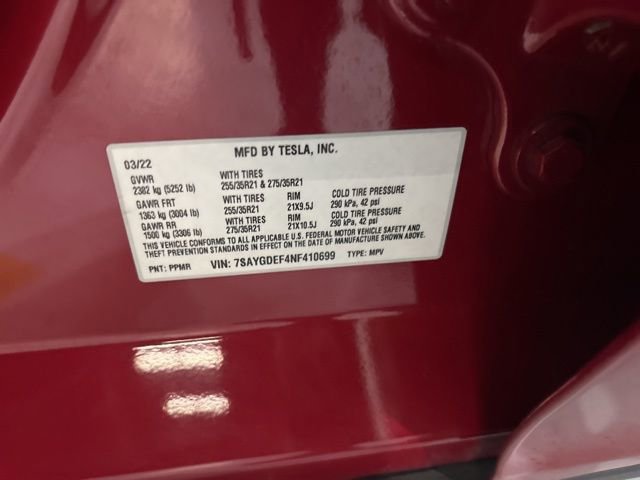 MFD BY TESLA, INC.
03/22
GVWR WITH TIRES
2382 kg (5252 lb) 255/35R21 & 275/35R21
GAWR FRT WITH TIRES RIM COLD TIRE PRESSURE
1363 kg (3004 lb) 255/35R21 21X9.5J 290 kPa, 42 psi
GAWR RR WITH TIRES RIM COLD TIRE PRESSURE
1500 kg (3306 lb) 275/35R21 21X10.5J 290 kPa, 42 psi
THIS VEHICLE CONFORMS TO ALL APPLICABLE U.S. FEDERAL MOTOR VEHICLE SAFETY AND
THEFT PREVENTION STANDARDS IN EFFECT ON THE DATE OF MANUFACTURE SHOWN ABOVE.
PNT: PPMR VIN: 7SAYGDEF4NF410699 TYPE: MPV